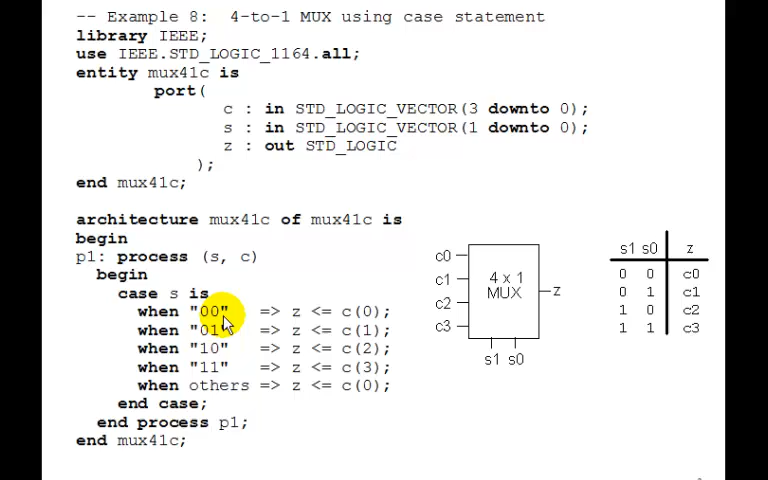 -- Example 8: 4-to-1 MUX using case statement
library IEEE;
use IEEE.STD_LOGIC_1164.all;
entity mux41c is
port(
c : in STD_LOGIC_VECTOR(3 downto 0);
s : in STD_LOGIC_VECTOR(1 downto 0);
z : out STD_LOGIC
);
end mux41c;
architecture mux41c of mux41c is
begin
p1: process (s, c)
begin
case s is
when "00" => z <= c(0);
when "01" => z <= c(1);
when "10" => z <= c(2);
when "11" => z <= c(3);
when others => z <= c(0);
end case;
end process p1;
end mux41c;
c0
c1
c2
c3
4 x 1
MUX
z
s1 s0
s1 s0 z
0 0 c0
0 1 c1
1 0 c2
1 1 c3